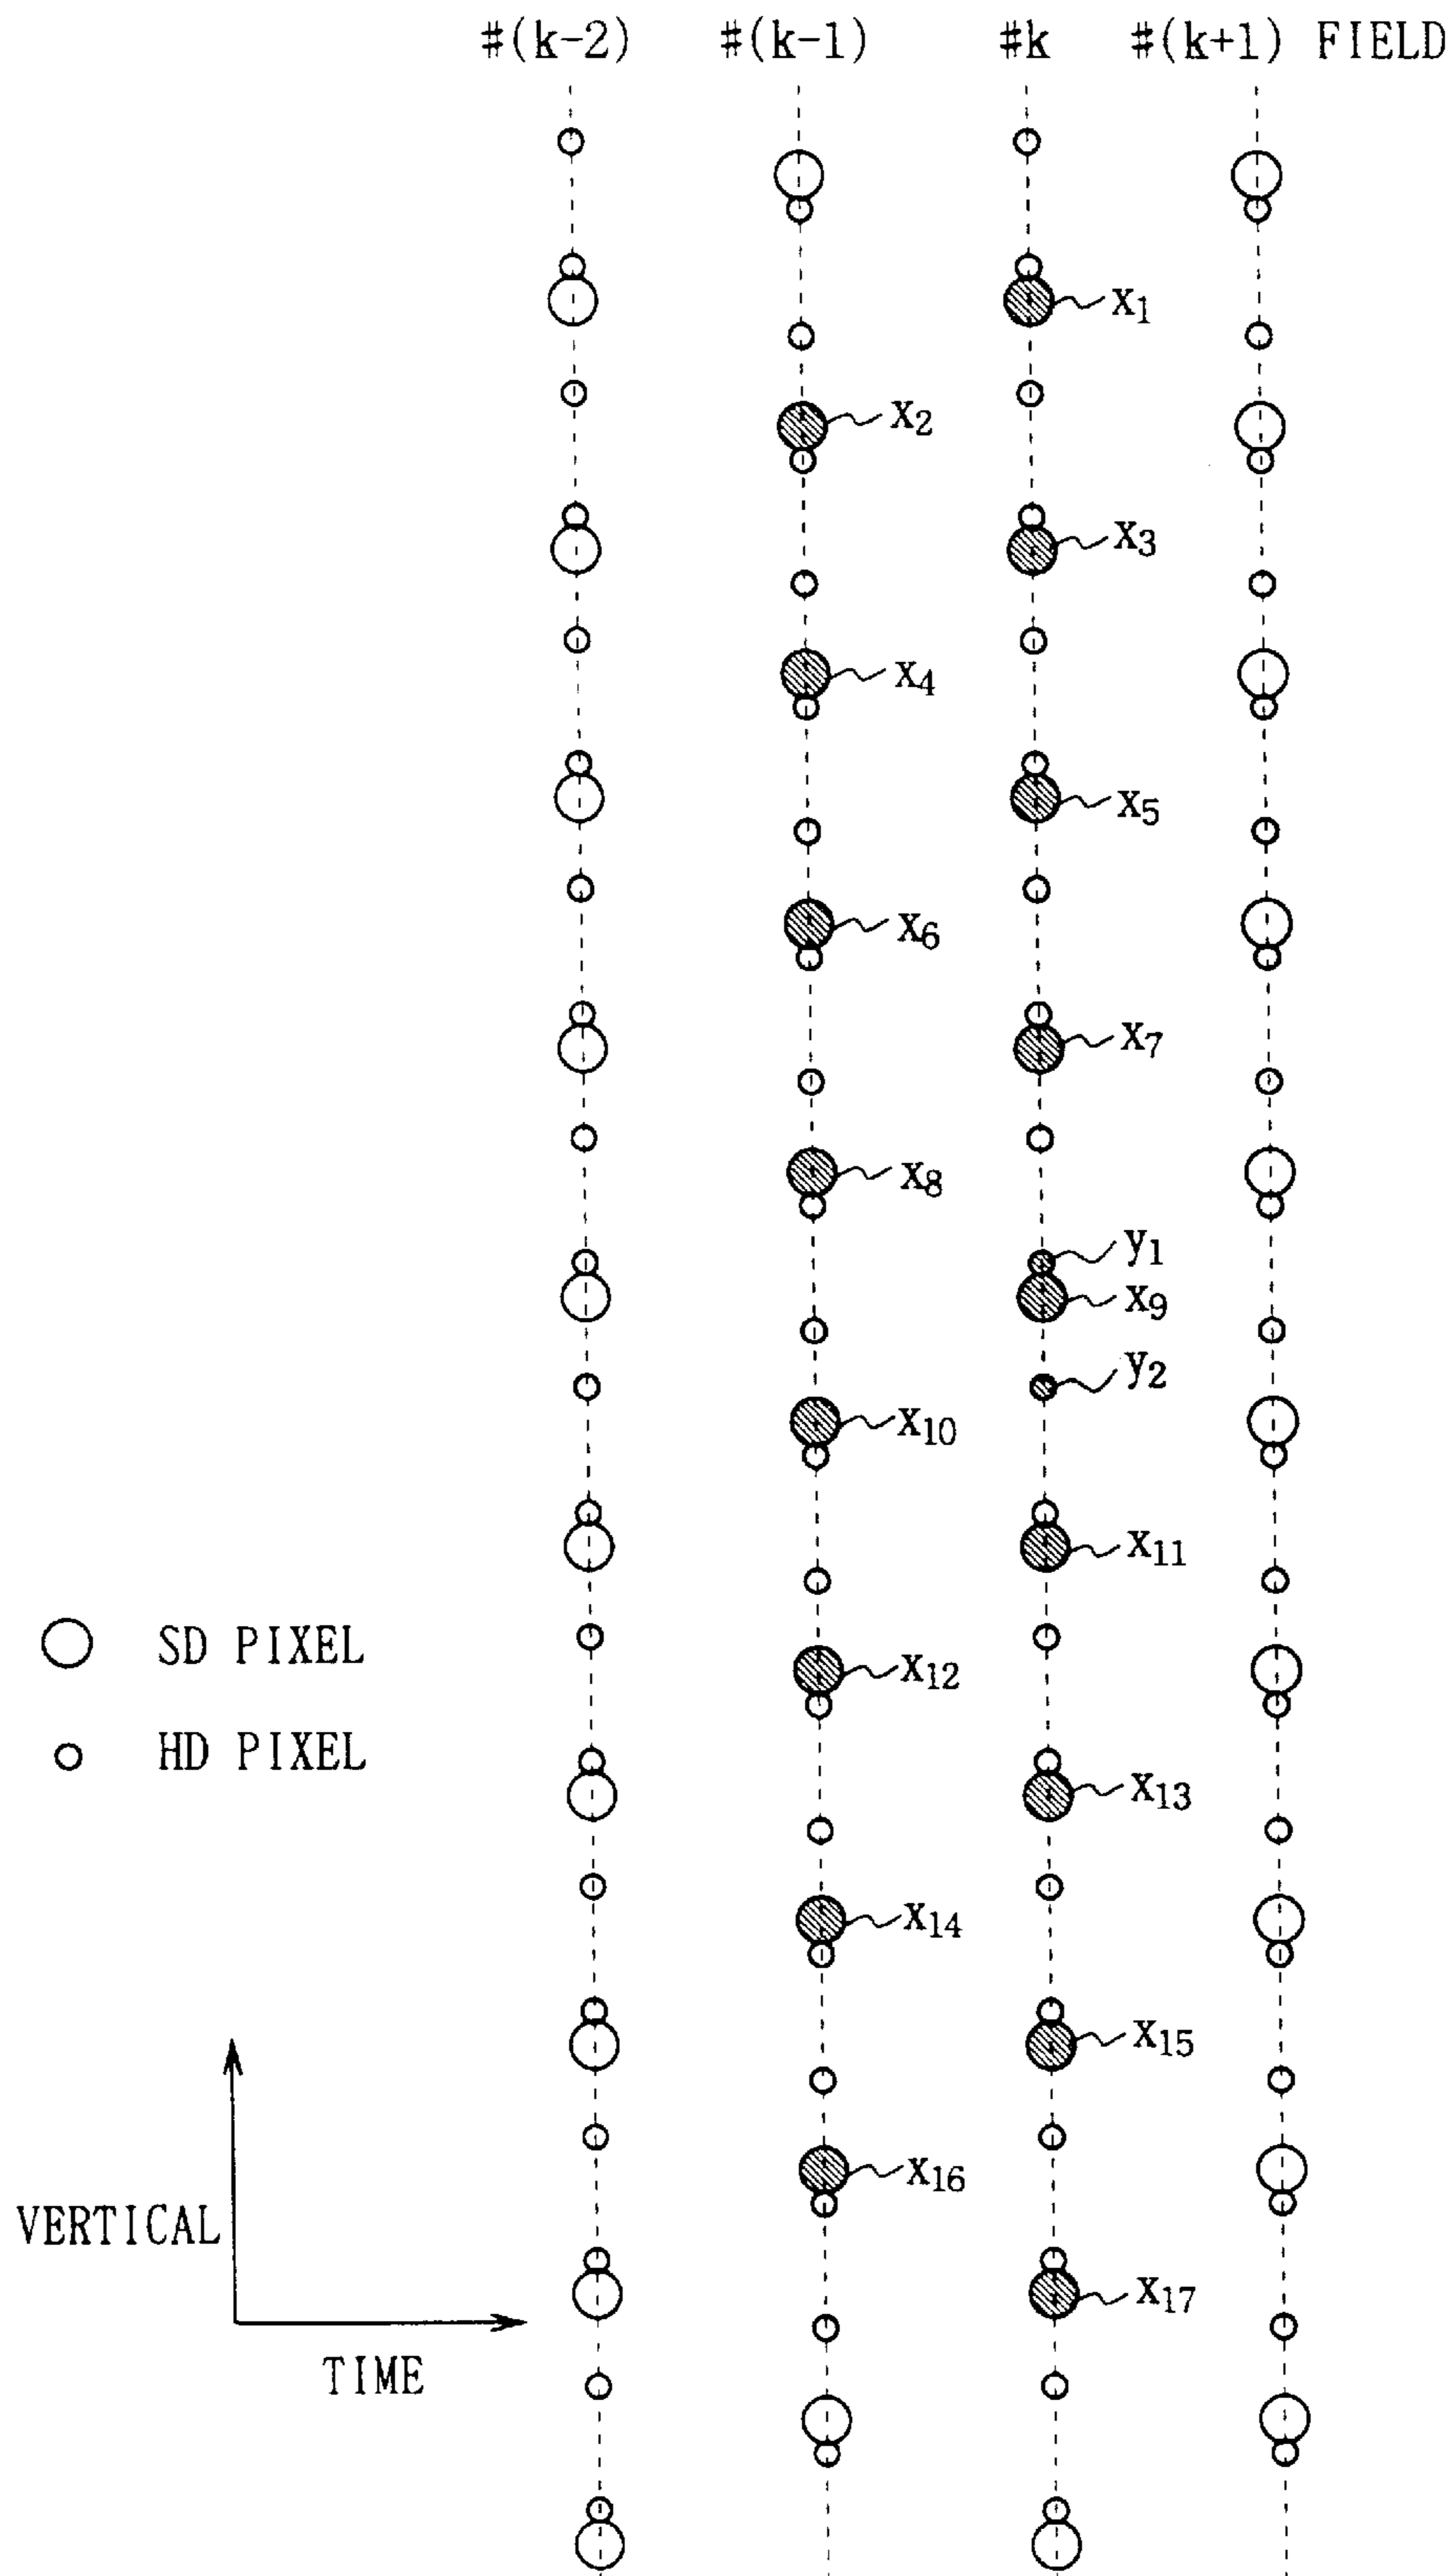 #(k-2) #(k-1) #k #(k+1) FIELD
x1
x2
x3
x4
x5
x6
x7
x8
y1
x9
y2
x10
x11
SD PIXEL
x12
HD PIXEL
x13
x14
x15
x16
VERTICAL
x17
TIME